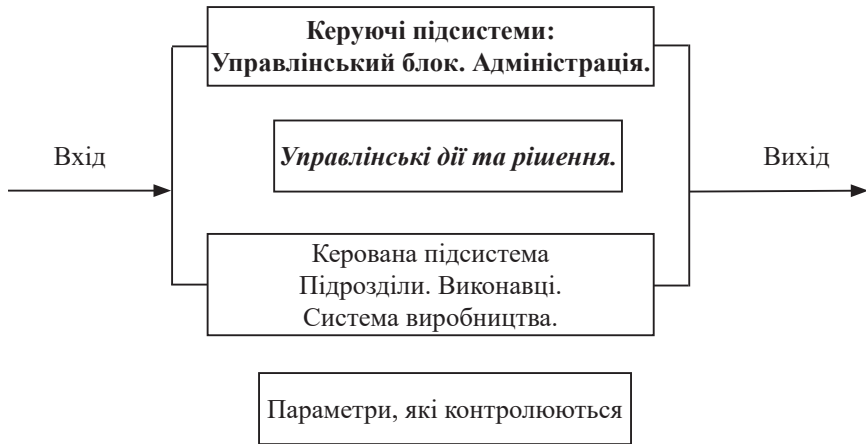 Керуючі підсистеми:
Управлінський блок. Адміністрація.
Вхід
Управлінські дії та рішення.
Вихід
Керована підсистема
Підрозділи. Виконавці.
Система виробництва.
Параметри, які контролюються